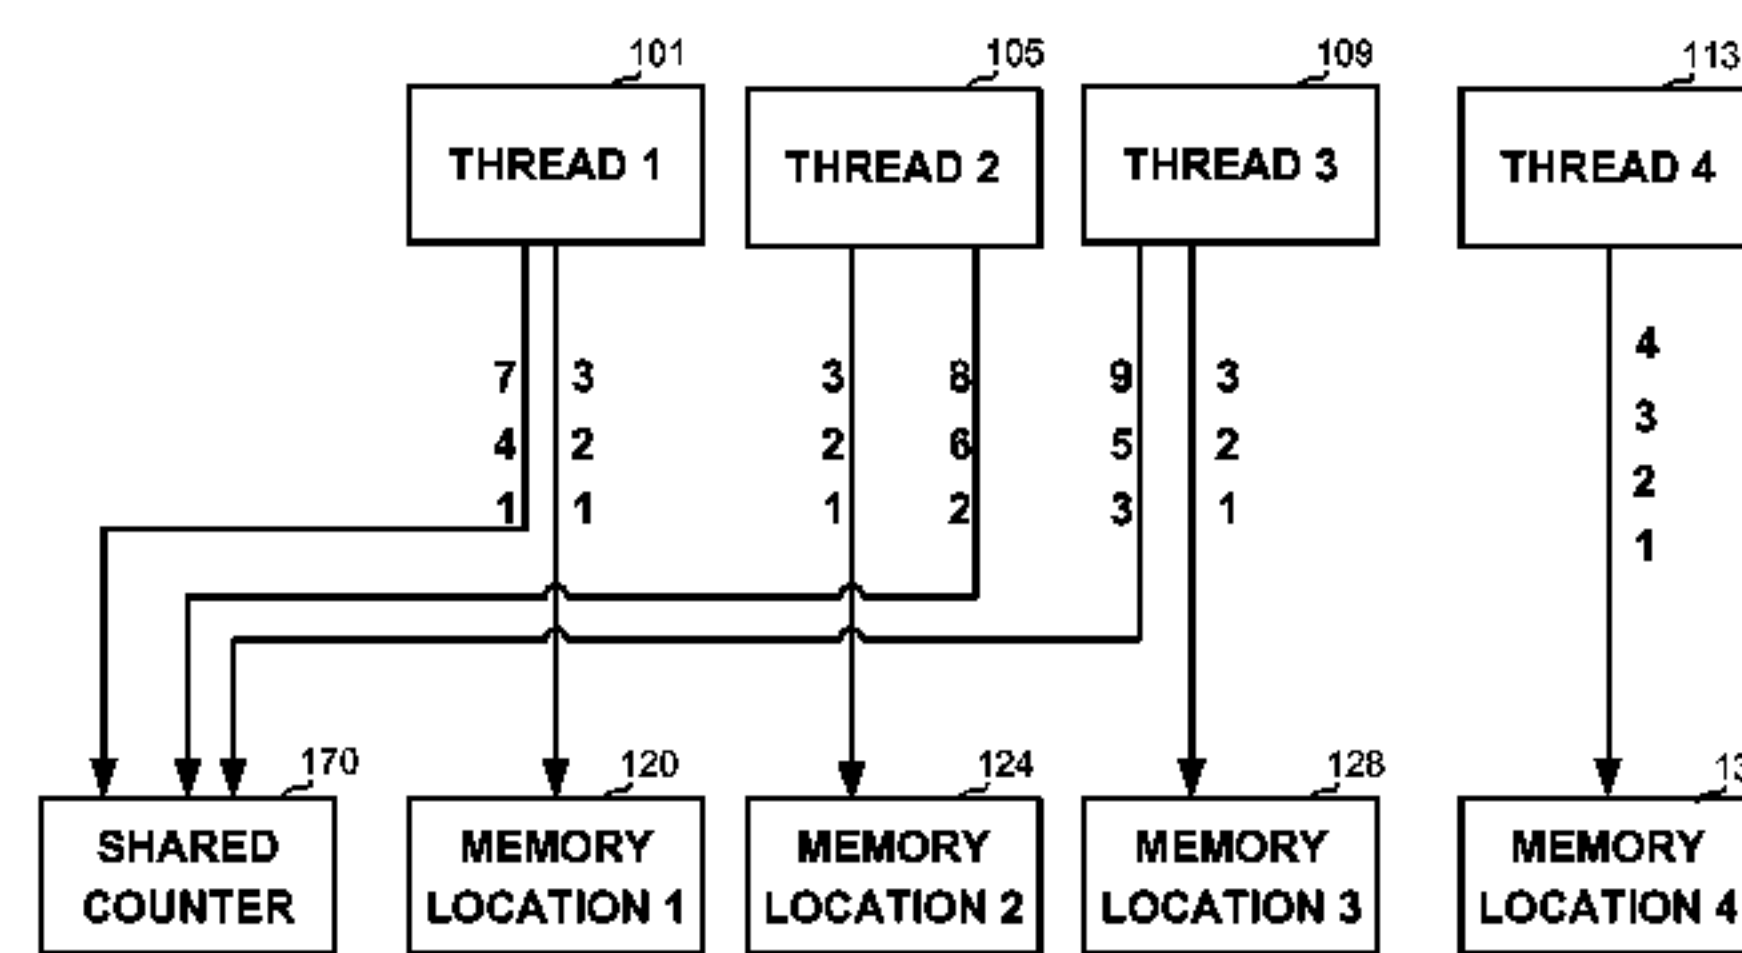 101 105 109 113
THREAD 1 THREAD 2 THREAD 3 THREAD 4
4
7 3 3 8 9 3
3
4 2 2 6 5 2
2
1 1 1 2 3 1
1
170 120 124 128
SHARED MEMORY MEMORY MEMORY MEMORY
COUNTER LOCATION 1 LOCATION 2 LOCATION 3 LOCATION 4